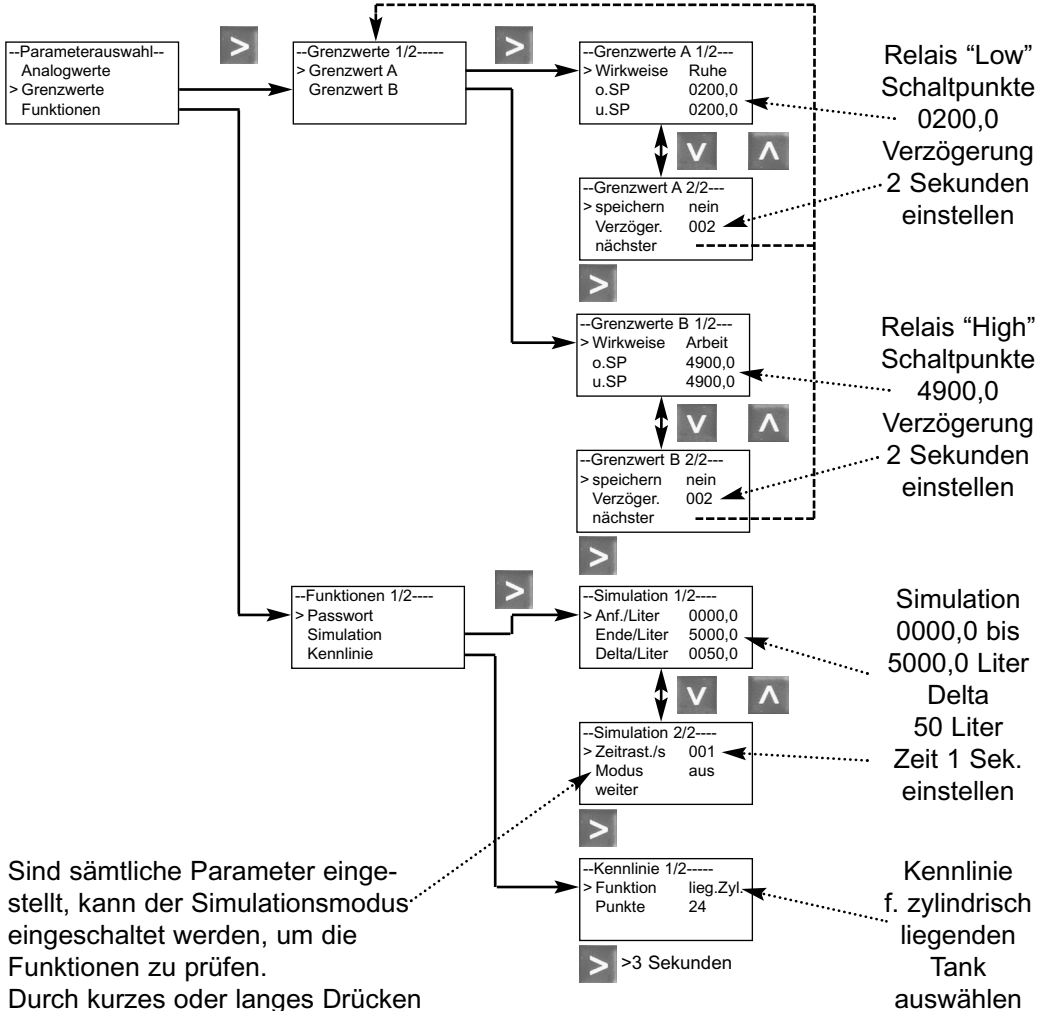 --Parameterauswahl--
Analogwerte
> Grenzwerte
Funktionen
>
--Grenzwerte 1/2-----
> Grenzwert A
Grenzwert B
>
--Grenzwerte A 1/2---
> Wirkweise Ruhe
o.SP 0200,0
u.SP 0200,0
V Λ
--Grenzwert A 2/2---
> speichern nein
Verzöger. 002
nächster
>
Relais “Low”
Schaltpunkte
0200,0
Verzögerung
2 Sekunden
einstellen
--Grenzwerte B 1/2---
> Wirkweise Arbeit
o.SP 4900,0
u.SP 4900,0
V Λ
--Grenzwert B 2/2---
> speichern nein
Verzöger. 002
nächster
>
Relais “High”
Schaltpunkte
4900,0
Verzögerung
2 Sekunden
einstellen
--Funktionen 1/2----
> Passwort
Simulation
Kennlinie
>
--Simulation 1/2----
> Anf./Liter 0000,0
Ende/Liter 5000,0
Delta/Liter 0050,0
V Λ
--Simulation 2/2----
> Zeitrast./s 001
Modus aus
weiter
>
Simulation
0000,0 bis
5000,0 Liter
Delta
50 Liter
Zeit 1 Sek.
einstellen
--Kennlinie 1/2-----
> Funktion lieg.Zyl.
Punkte 24
> >3 Sekunden
Kennlinie
f. zylindrisch
liegenden
Tank
auswählen
Sind sämtliche Parameter einge-
stellt, kann der Simulationsmodus
eingeschaltet werden, um die
Funktionen zu prüfen.
Durch kurzes oder langes Drücken